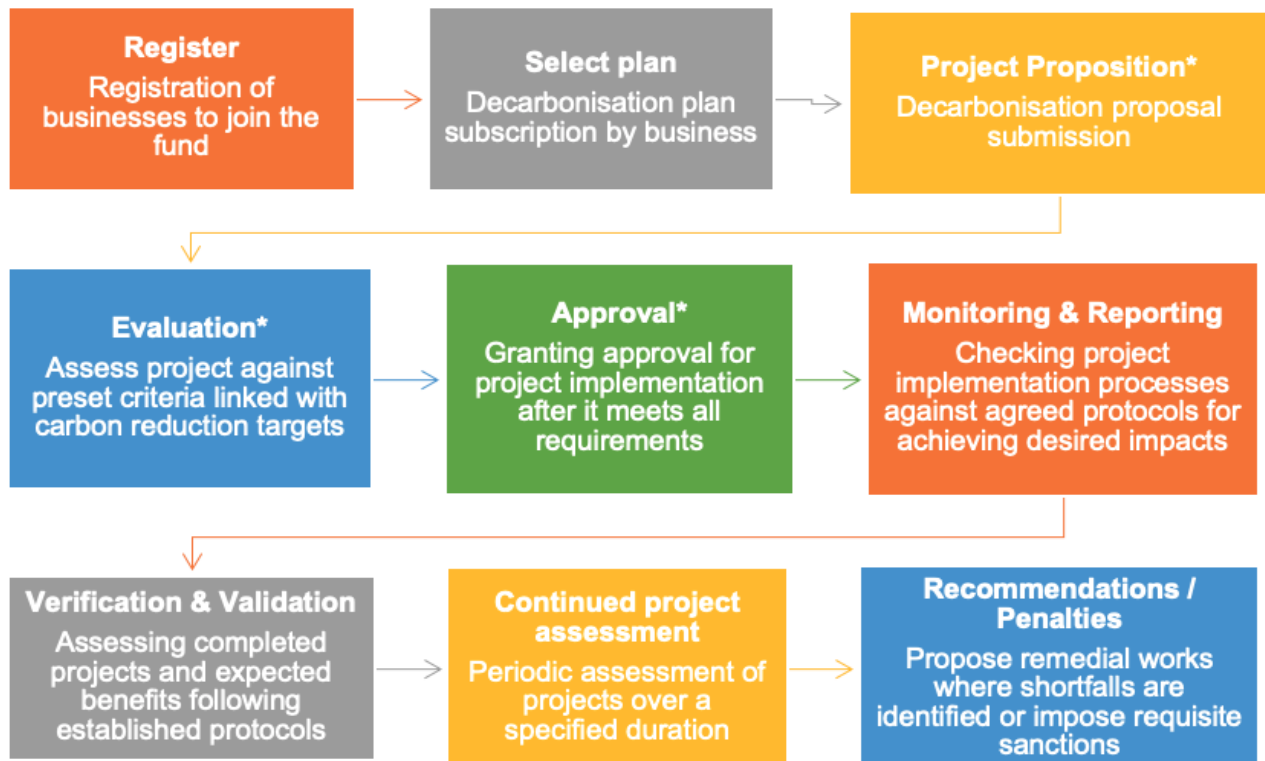 Register
Registration of
businesses to join the
fund
Select plan
Decarbonisation plan
subscription by business
Project Proposition*
Decarbonisation proposal
submission
Evaluation*
Assess project against
preset criteria linked with
carbon reduction targets
Approval*
Granting approval for
project implementation
after it meets all
requirements
Monitoring & Reporting
Checking project
implementation processes
against agreed protocols for
achieving desired impacts
Verification & Validation
Assessing completed
projects and expected
benefits following
established protocols
Continued project
assessment
Periodic assessment of
projects over a
specified duration
Recommendations /
Penalties
Propose remedial works
where shortfalls are
identified or impose requisite
sanctions